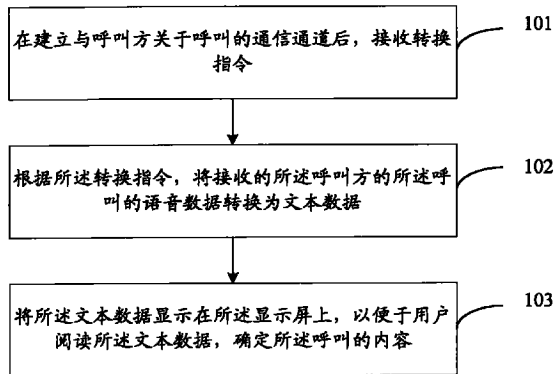 在建立与呼叫方关于呼叫的通信通道后，接收转换
指令
101
根据所述转换指令，将接收的所述呼叫方的所述呼
叫的语音数据转换为文本数据
102
将所述文本数据显示在所述显示屏上，以便于用户
阅读所述文本数据，确定所述呼叫的内容
103